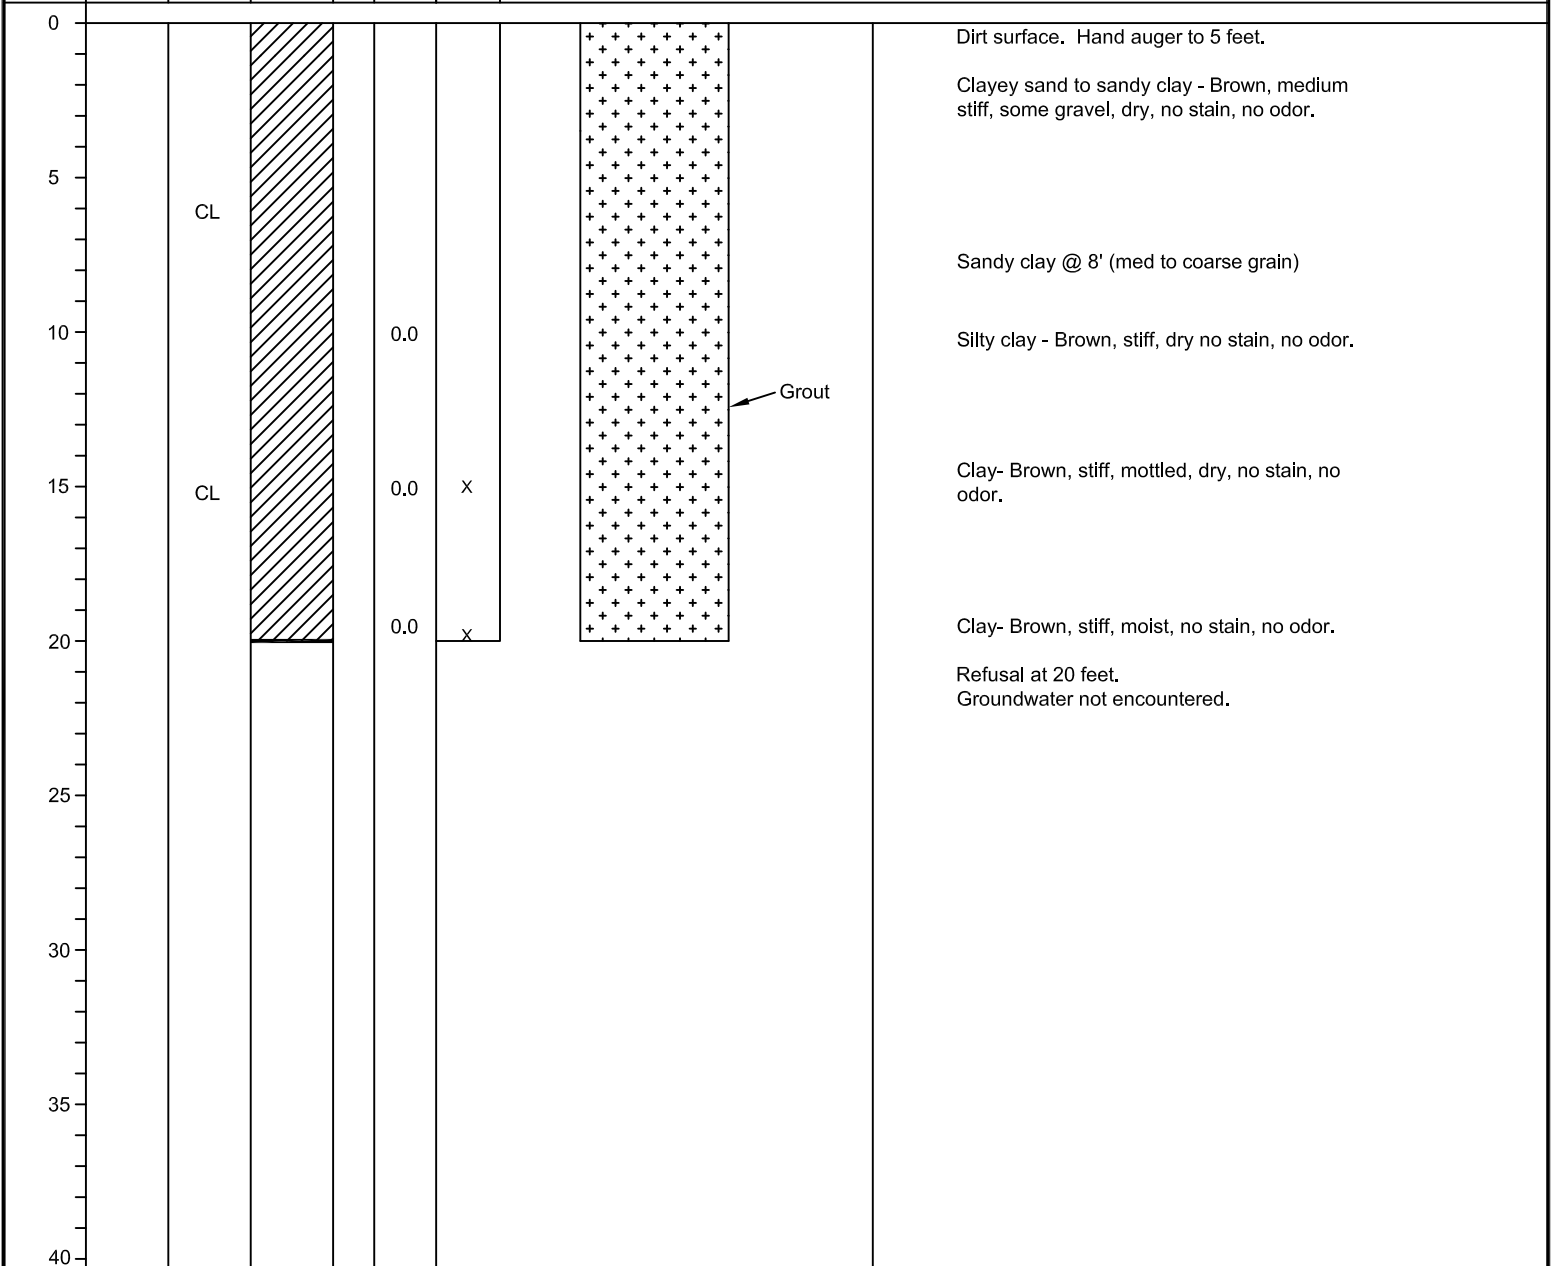 0
Dirt surface.  Hand auger to 5 feet.
Clayey sand to sandy clay - Brown, medium
stiff, some gravel, dry, no stain, no odor.
5
CL
Sandy clay @ 8' (med to coarse grain)
10
0.0
Silty clay - Brown, stiff, dry no stain, no odor.
Grout
15
CL
0.0
X
Clay- Brown, stiff, mottled, dry, no stain, no
odor.
20
0.0
X
Clay- Brown, stiff, moist, no stain, no odor.
Refusal at 20 feet.
Groundwater not encountered.
25
30
35
40